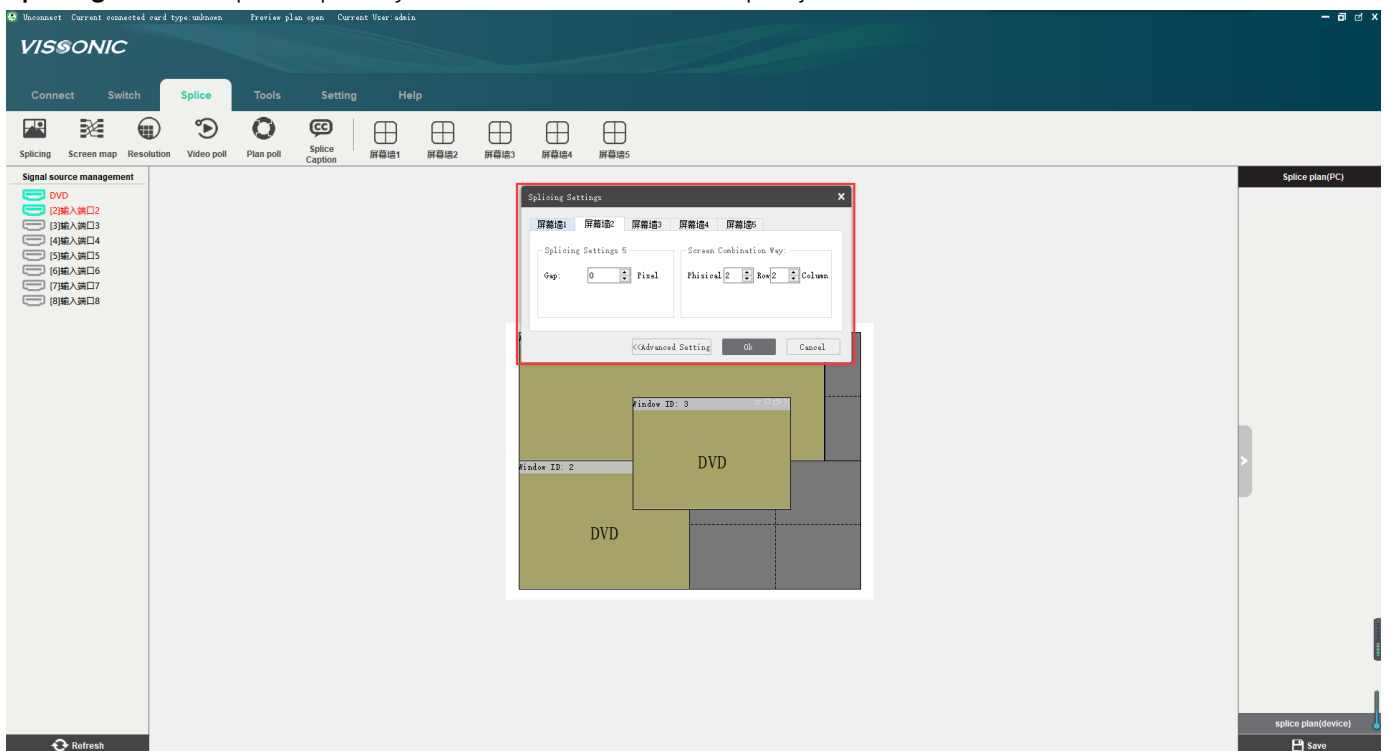 Unconnect Current connected card type:unknown Preview plan open Current User:admin
VISSONIC
Connect Switch Splice Tools Setting Help
Splicing Screen map Resolution Video poll Plan poll Splice Caption 屏幕墙1 屏幕墙2 屏幕墙3 屏幕墙4 屏幕墙5
Signal source management
DVD
[2]输入端口2
[3]输入端口3
[4]输入端口4
[5]输入端口5
[6]输入端口6
[7]输入端口7
[8]输入端口8
Refresh
Splicing Settings
屏幕墙1 屏幕墙2 屏幕墙3 屏幕墙4 屏幕墙5
Splicing Settings 5
Gap: 0 Pixel
Screen Combination Way:
Phisical 2 Row 2 Column
<<Advanced Setting Ok Cancel
Window ID: 3
DVD
Window ID: 2
DVD
Splice plan(PC)
splice plan(device)
Save